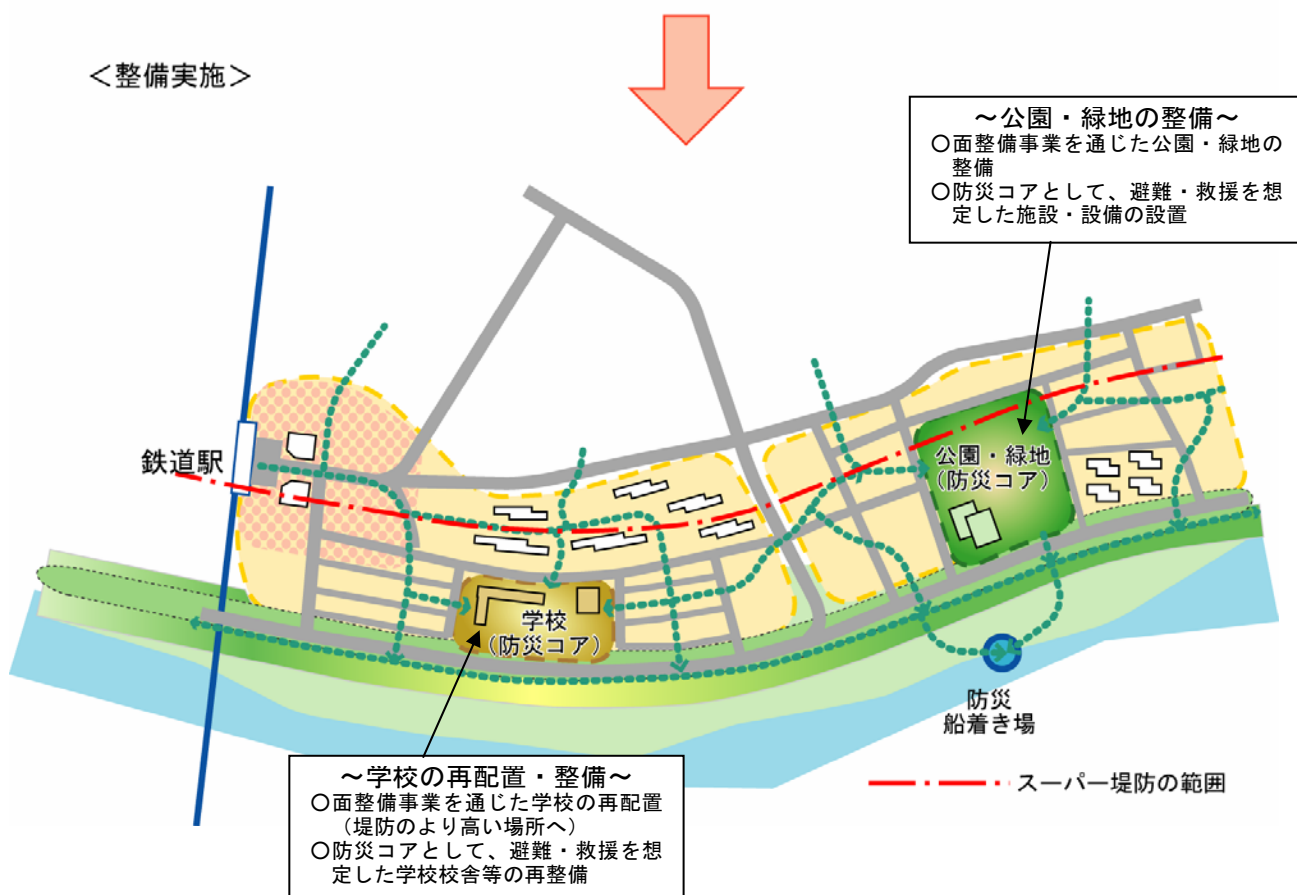 ＜整備実施＞
～公園・緑地の整備～
○面整備事業を通じた公園・緑地の
整備
○防災コアとして、避難・救援を想
定した施設・設備の設置
鉄道駅
公園・緑地
（防災コア）
学校
（防災コア）
防災
船着き場
～学校の再配置・整備～
○面整備事業を通じた学校の再配置
（堤防のより高い場所へ）
○防災コアとして、避難・救援を想
定した学校校舎等の再整備
スーパー堤防の範囲